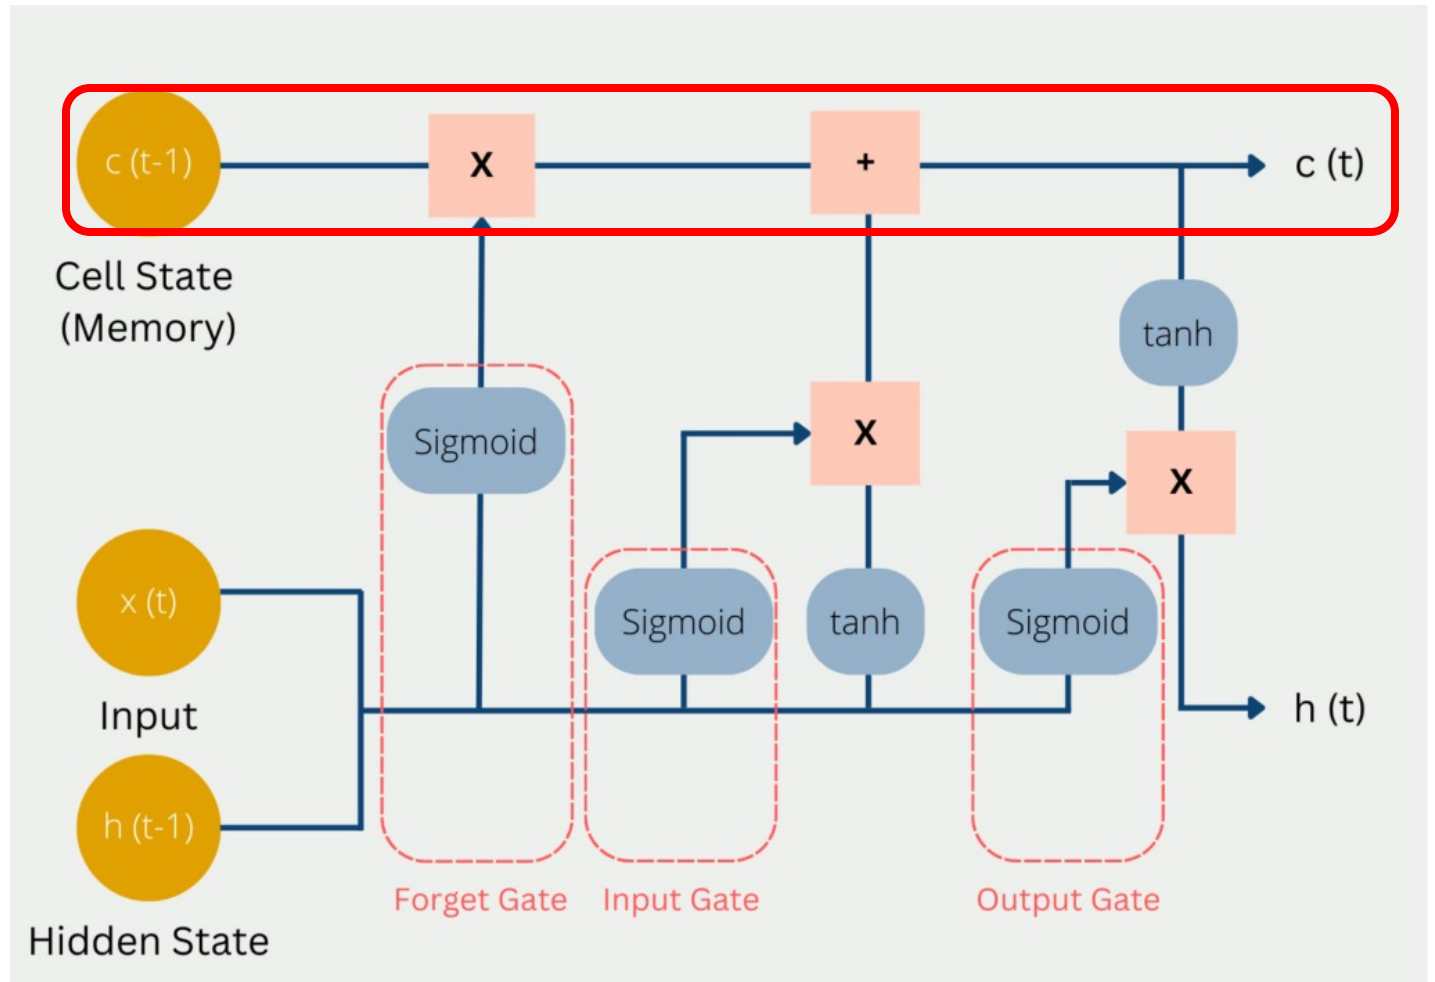 c (t-1)
X
+
c (t)
Cell State
(Memory)
tanh
Sigmoid
X
X
x (t)
Sigmoid
tanh
Sigmoid
Input
h (t)
h (t-1)
Forget Gate
Input Gate
Output Gate
Hidden State